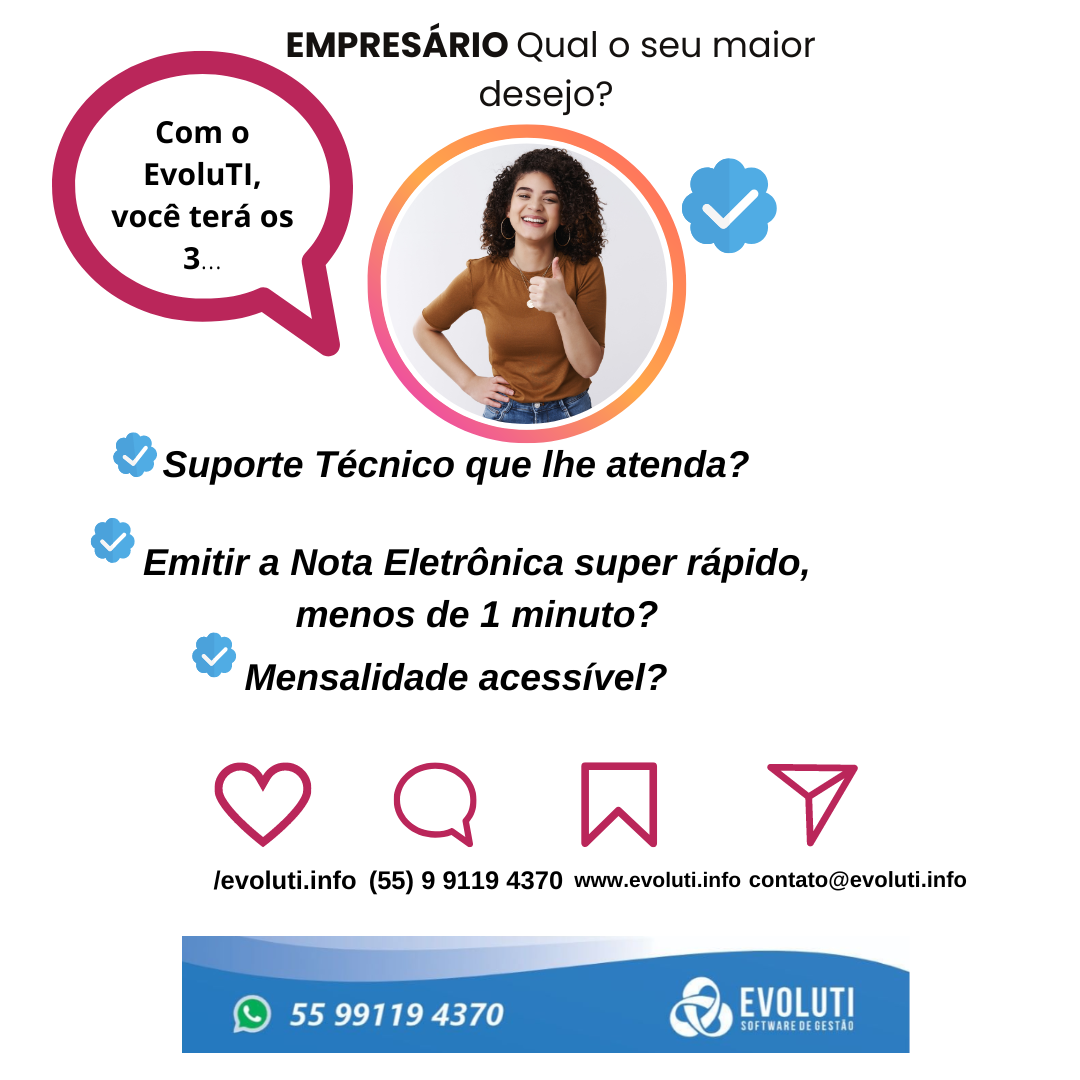 EMPRESÁRIO Qual o seu maior
desejo?
Com o
EvoluTI,
você terá os
3...
Suporte Técnico que lhe atenda?
Emitir a Nota Eletrônica super rápido,
menos de 1 minuto?
Mensalidade acessível?
/evoluti.info (55) 9 9119 4370 www.evoluti.info contato@evoluti.info
55 99119 4370
EVOLUTI
SOFTWARE DE GESTÃO